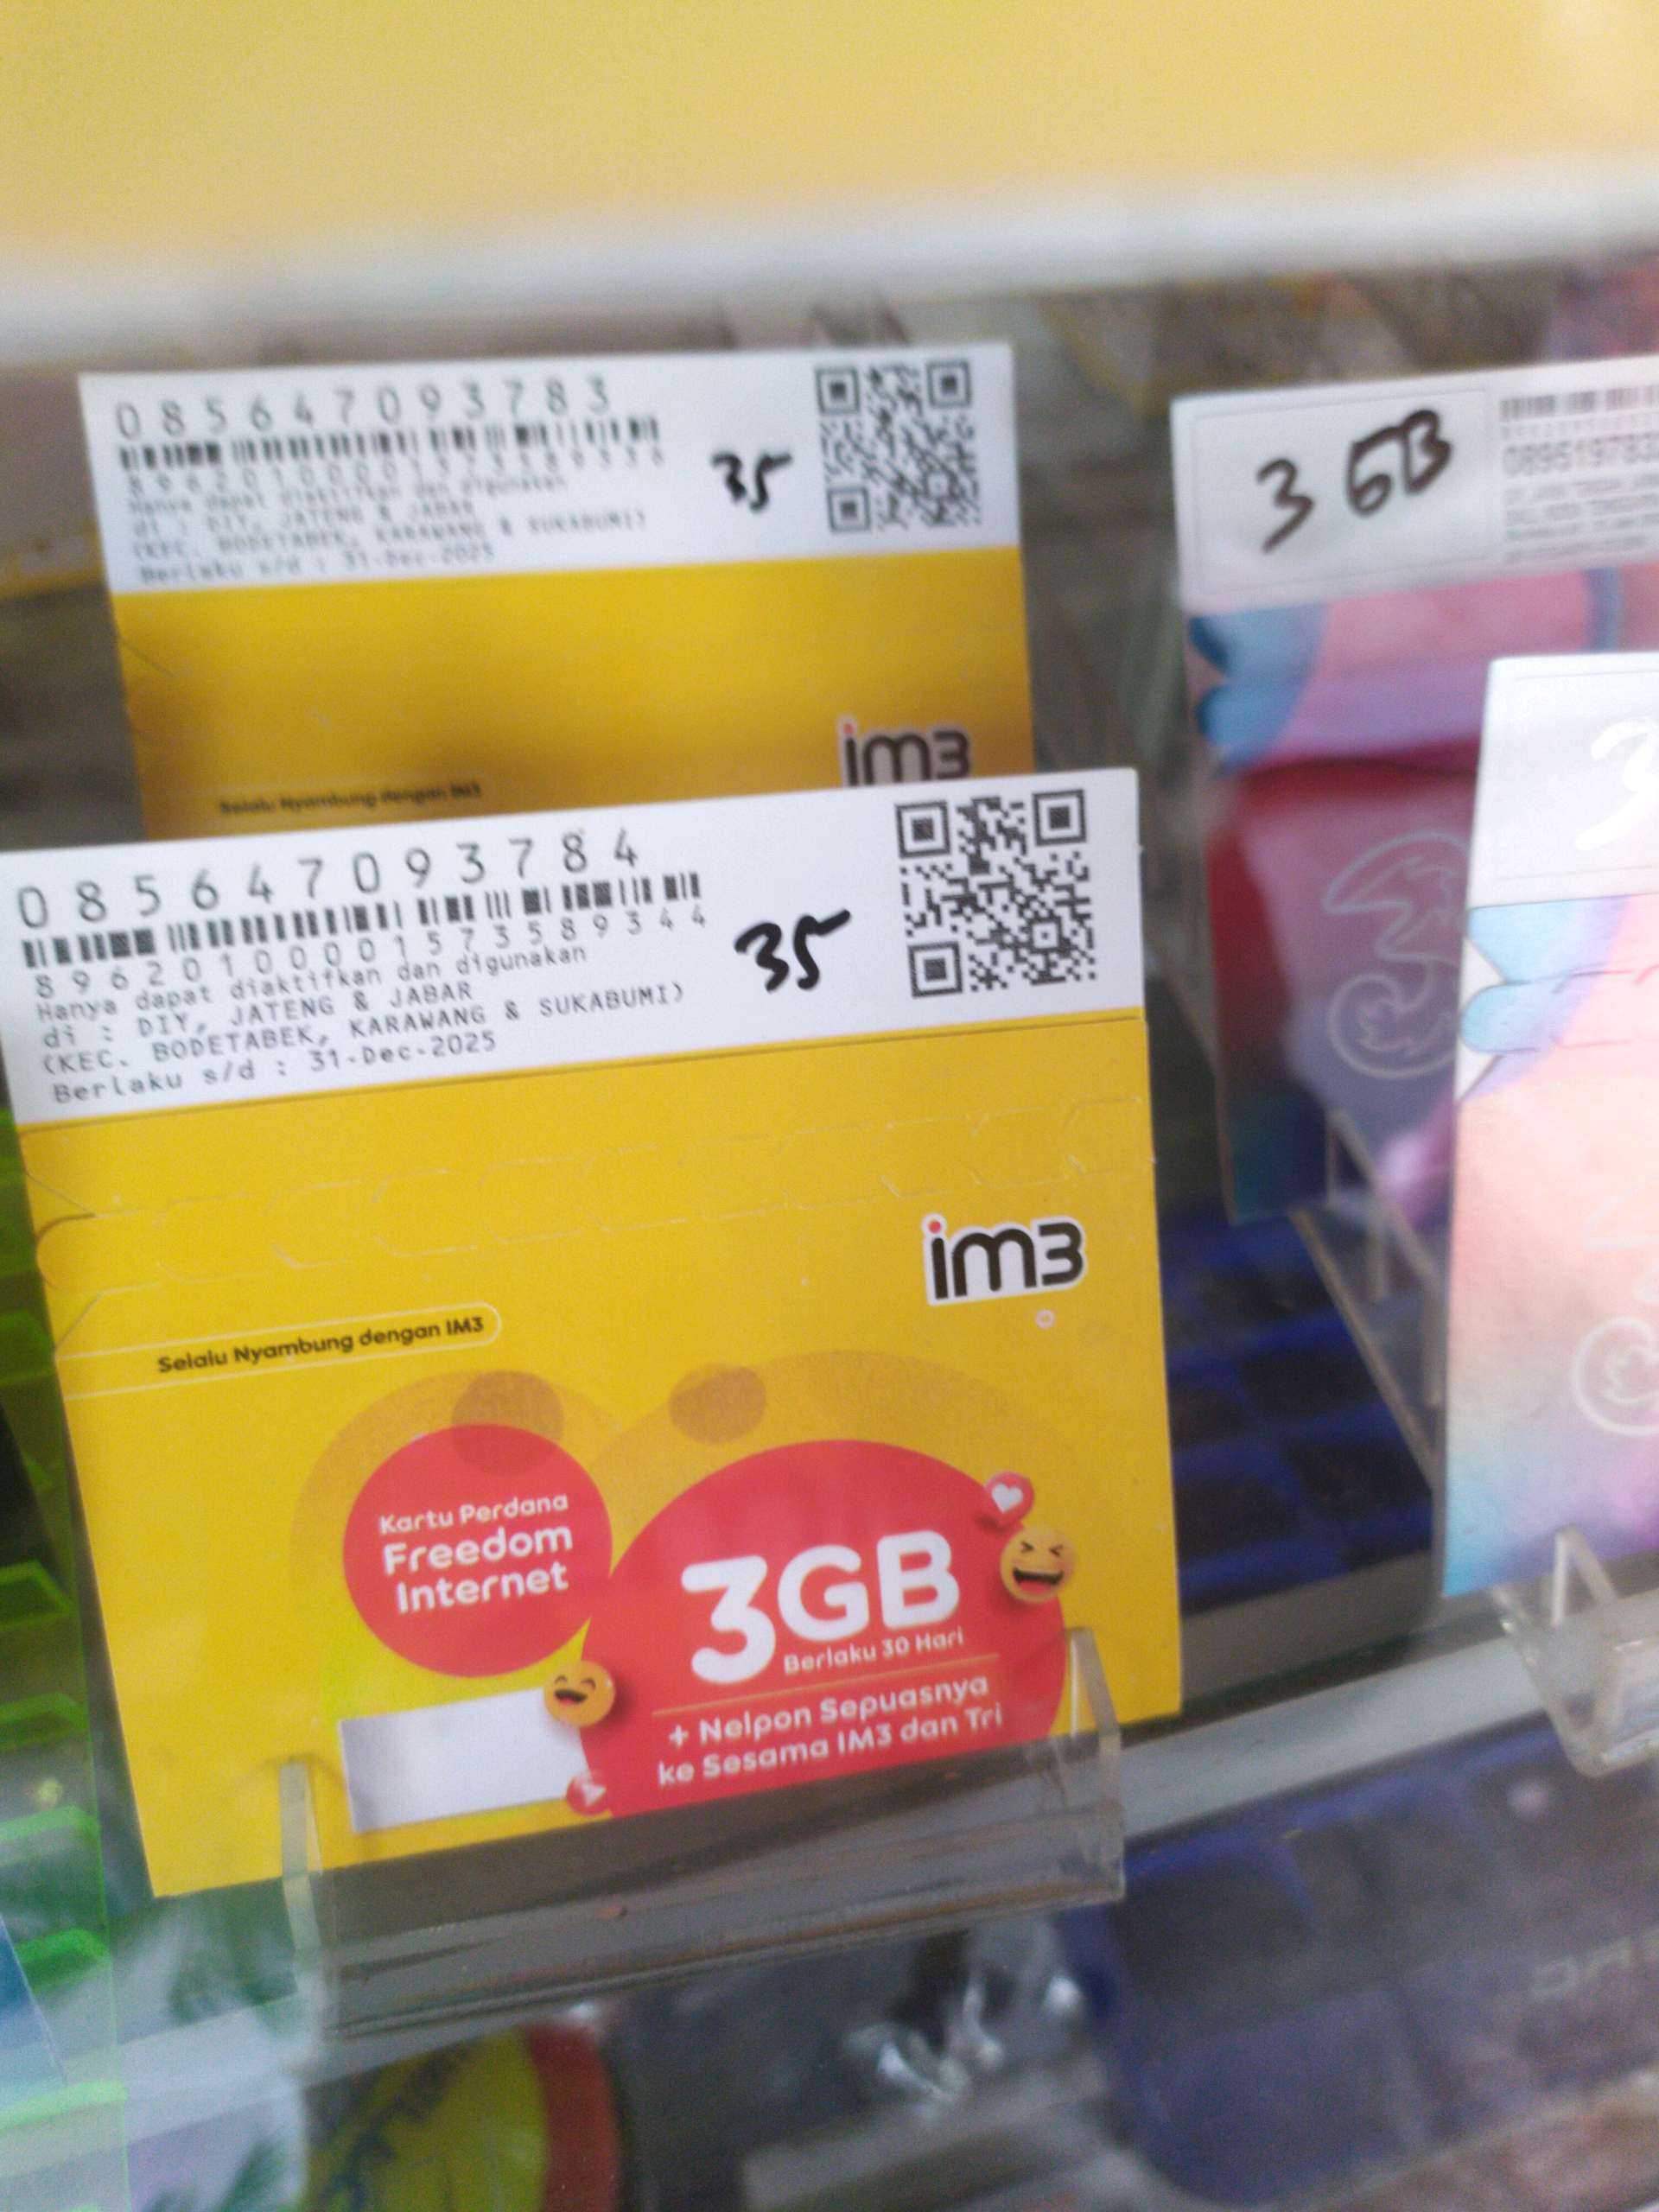 085647093783
35
Hanya dapat diaktifkan dan digunakan
di : DIY, JATENG & JABAR
(KEC. BODETABEK, KARAWANG & SUKABUMI)
Berlaku s/d : 31-Dec-2025
im3
Selalu Nyambung dengan IM3
3 GB
085647093784
8962010000157358934 4
35
Hanya dapat diaktifkan dan digunakan
di : DIY, JATENG & JABAR
(KEC. BODETABEK, KARAWANG & SUKABUMI)
Berlaku s/d : 31-Dec-2025
im3
Selalu Nyambung dengan IM3
Kartu Perdana
Freedom
Internet
3GB
Berlaku 30 Hari
+ Nelpon Sepuasnya
ke Sesama IM3 dan Tri
3